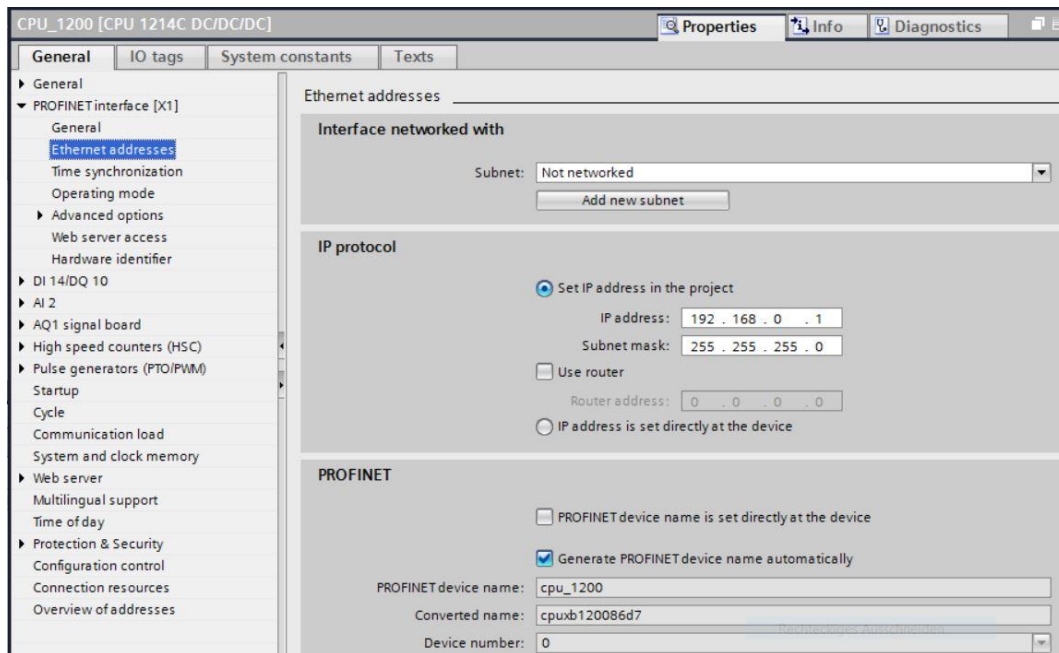 CPU_1200 [CPU 1214C DC/DC/DC]
Properties
Info
Diagnostics
General
IO tags
System constants
Texts
General
PROFINET interface [X1]
General
Ethernet addresses
Time synchronization
Operating mode
Advanced options
Web server access
Hardware identifier
DI 14/DQ 10
AI 2
AQ1 signal board
High speed counters (HSC)
Pulse generators (PTO/PWM)
Startup
Cycle
Communication load
System and clock memory
Web server
Multilingual support
Time of day
Protection & Security
Configuration control
Connection resources
Overview of addresses
Ethernet addresses
Interface networked with
Subnet: Not networked
Add new subnet
IP protocol
Set IP address in the project
IP address: 192 . 168 . 0 . 1
Subnet mask: 255 . 255 . 255 . 0
Use router
Router address: 0 . 0 . 0 . 0
IP address is set directly at the device
PROFINET
PROFINET device name is set directly at the device
Generate PROFINET device name automatically
PROFINET device name: cpu_1200
Converted name: cpuxb120086d7
Rechteckiges Ausschneiden
Device number: 0